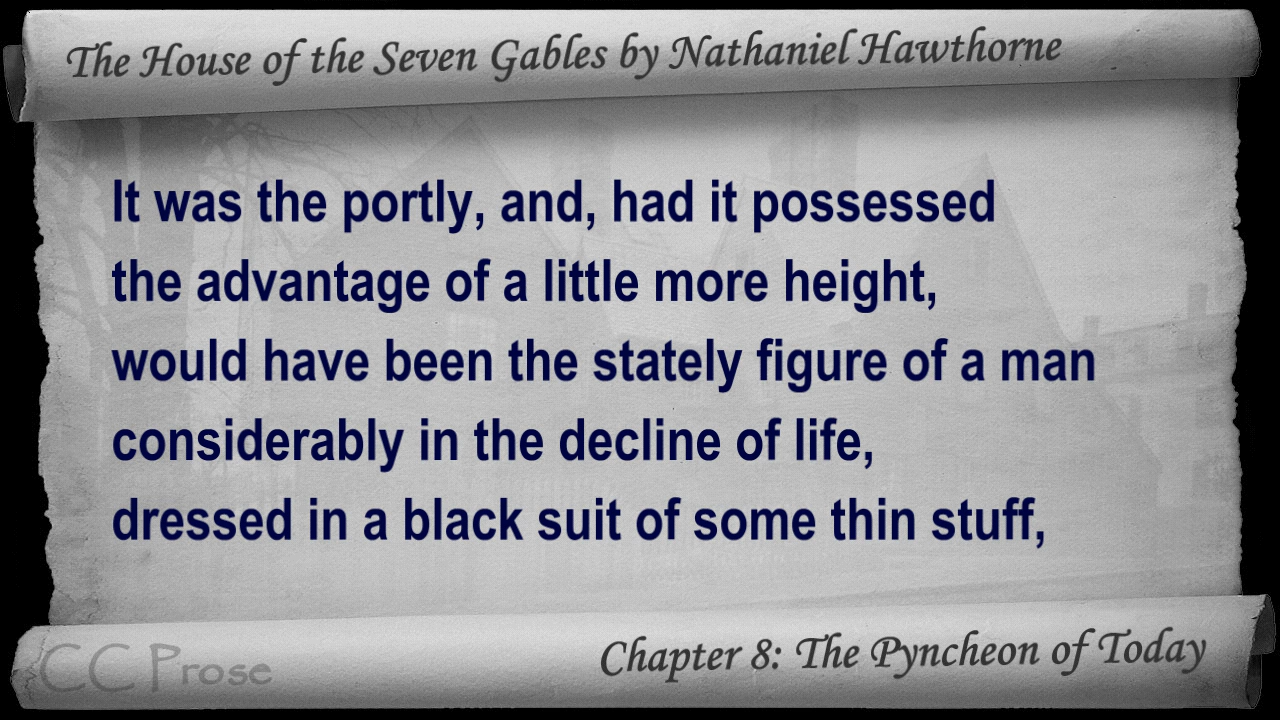 The House of the Seven Gables by Nathaniel Hawthorne
It was the portly, and, had it possessed
the advantage of a little more height,
would have been the stately figure of a man
considerably in the decline of life,
dressed in a black suit of some thin stuff,
CC Prose
Chapter 8: The Pyncheon of Today